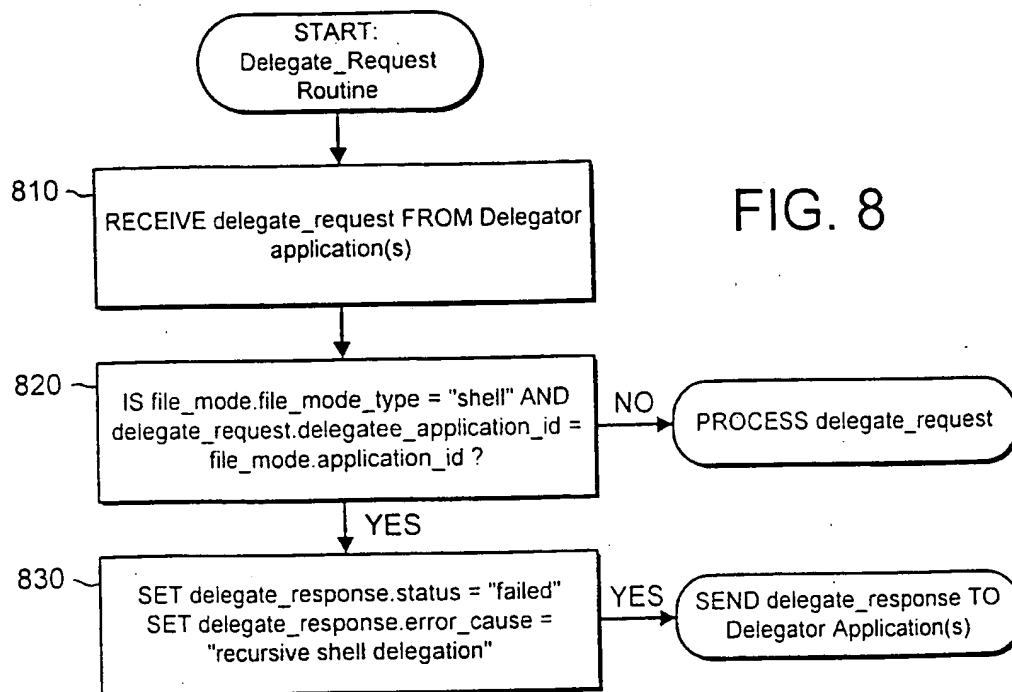 START:
Delegate_Request
Routine
810
RECEIVE delegate_request FROM Delegator
application(s)
FIG. 8
820
IS file_mode.file_mode_type = "shell" AND
delegate_request.delegatee_application_id =
file_mode.application_id ?
NO
PROCESS delegate_request
YES
830
SET delegate_response.status = "failed"
SET delegate_response.error_cause =
"recursive shell delegation"
YES
SEND delegate_response TO
Delegator Application(s)